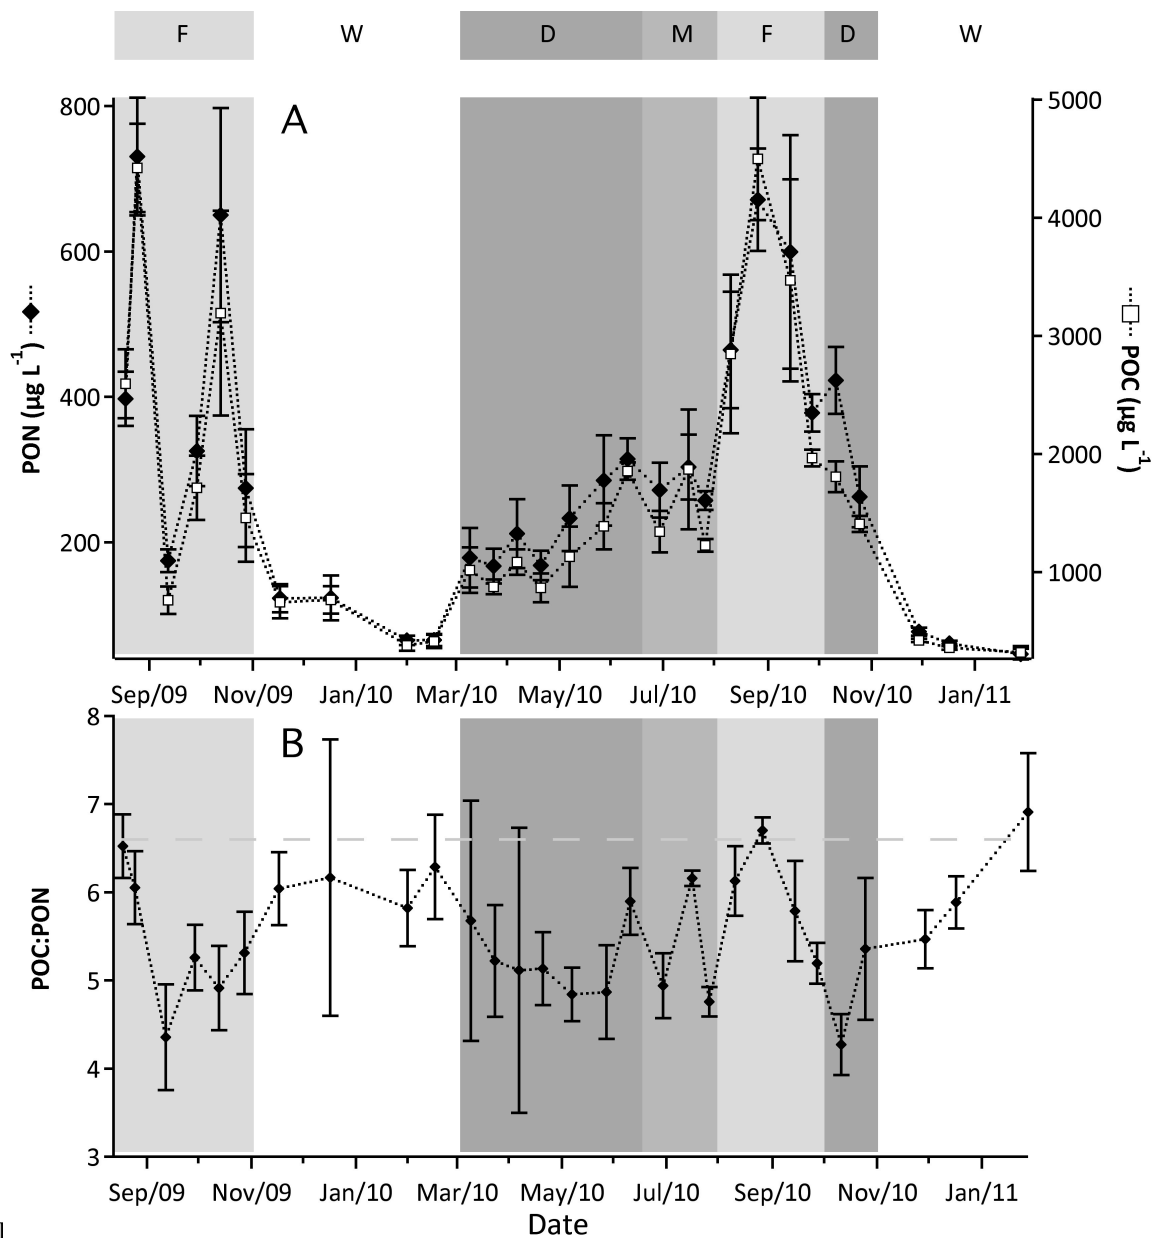 F W D M F D W
A
800
600
400
200
PON (µg L⁻¹)
5000
4000
3000
2000
1000
POC (µg L⁻¹)
Sep/09 Nov/09 Jan/10 Mar/10 May/10 Jul/10 Sep/10 Nov/10 Jan/11
B
8
7
6
5
4
3
POC:PON
Sep/09 Nov/09 Jan/10 Mar/10 May/10 Jul/10 Sep/10 Nov/10 Jan/11
Date